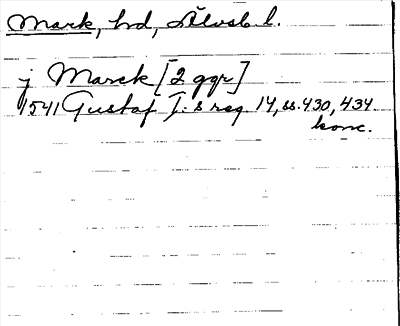 Mark, hd, Älvsb. l.
j Marck [2 ggr]
1541 Gustaf I:s reg. 14, ss. 430, 434
konc.